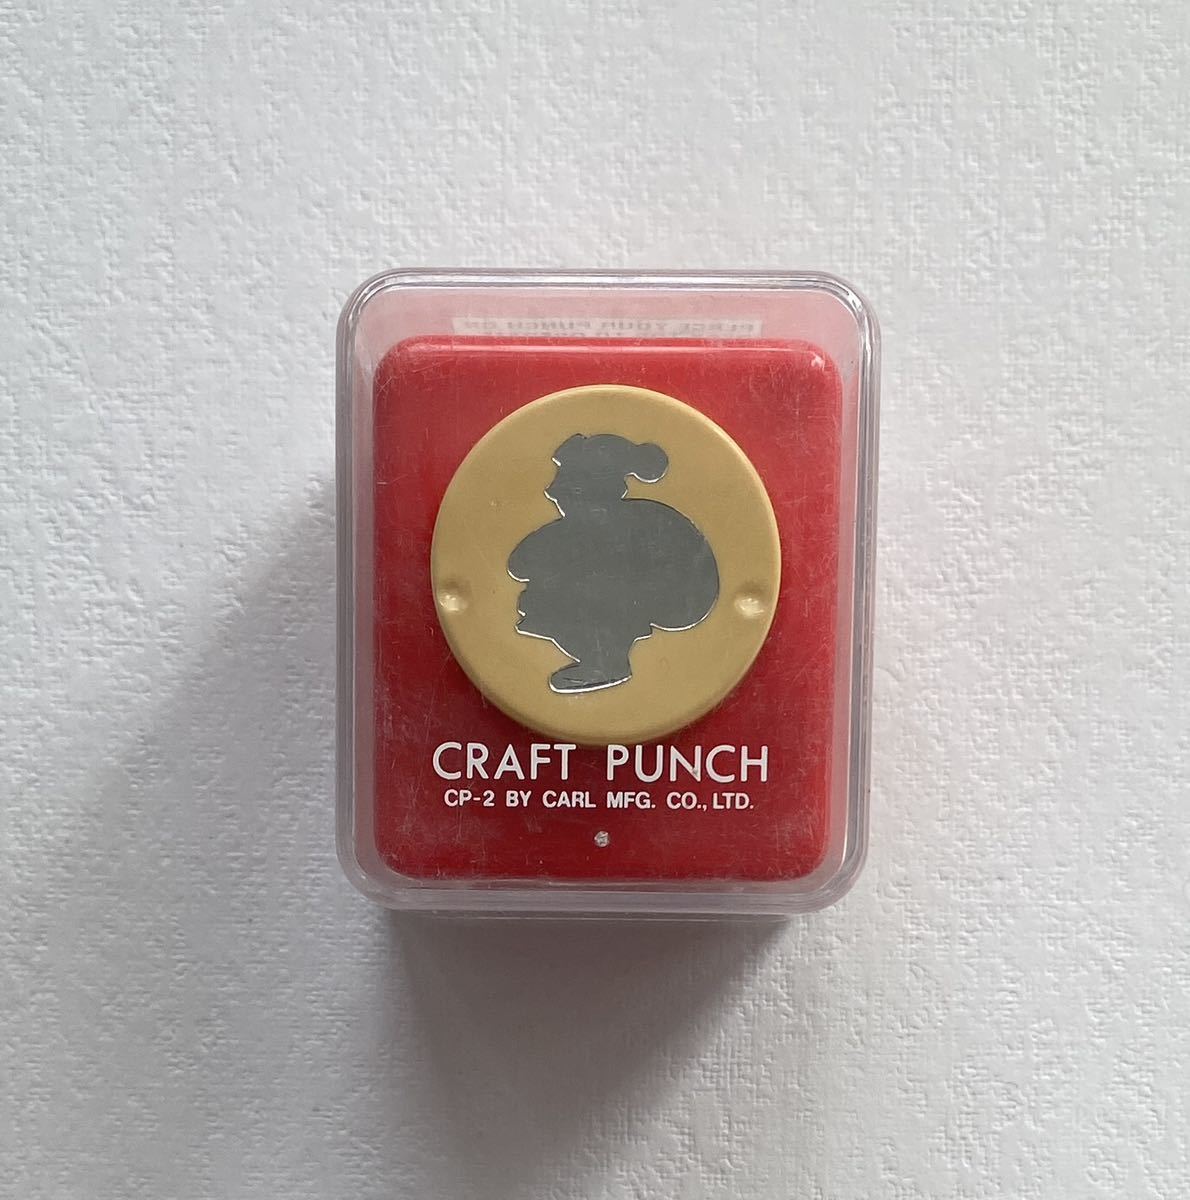 CRAFT PUNCH
CP-2 BY CARL MFG. CO., LTD.